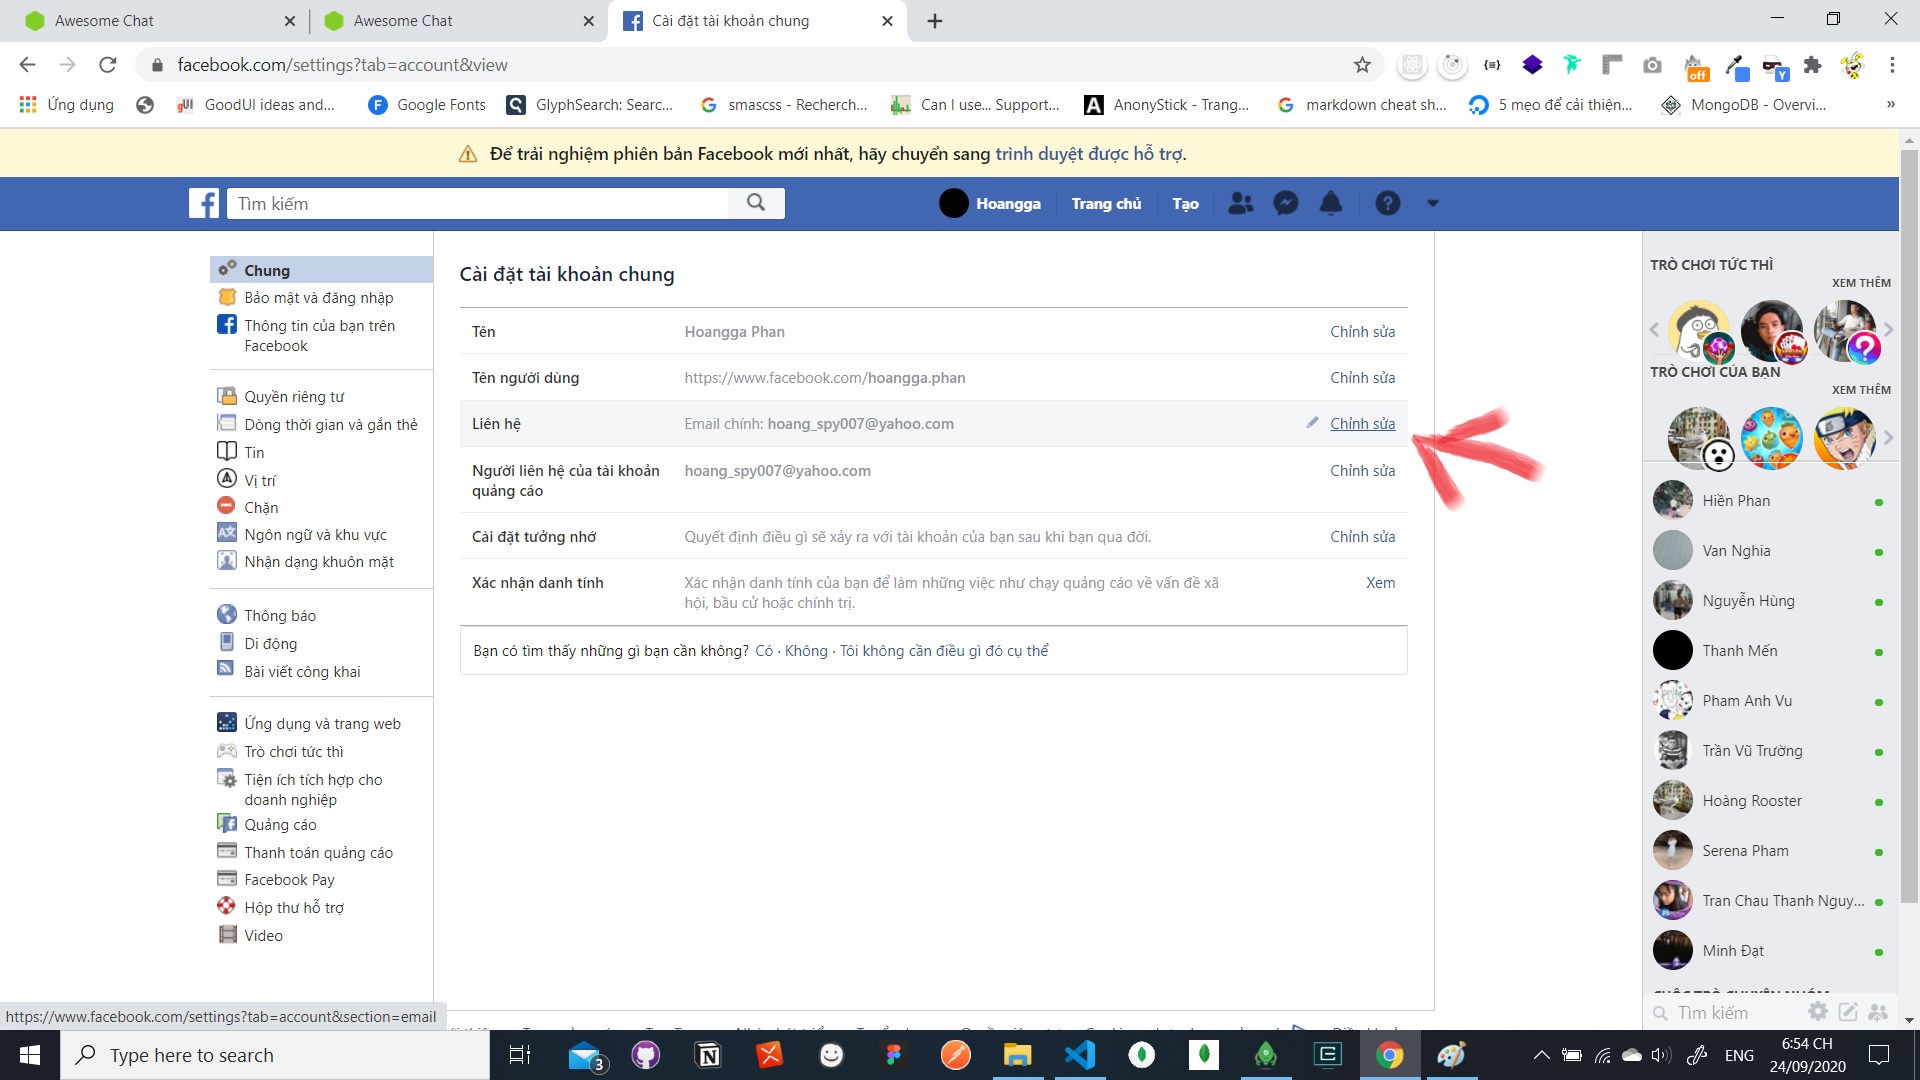 Awesome Chat
Awesome Chat
Cài đặt tài khoản chung
facebook.com/settings?tab=account&view
off
Y
Ứng dụng
gUI GoodUI ideas and...
F Google Fonts
GlyphSearch: Searc...
smascss - Recherch...
Can I use... Support...
A AnonyStick - Trang...
markdown cheat sh...
5 mẹo để cải thiện...
MongoDB - Overvi...
»
Để trải nghiệm phiên bản Facebook mới nhất, hãy chuyển sang trình duyệt được hỗ trợ.
Tìm kiếm
Hoangga
Trang chủ
Tạo
Chung
Bảo mật và đăng nhập
Thông tin của bạn trên
Facebook
Quyền riêng tư
Dòng thời gian và gắn thẻ
Tin
Vị trí
Chặn
Ngôn ngữ và khu vực
Nhận dạng khuôn mặt
Thông báo
Di động
Bài viết công khai
Ứng dụng và trang web
Trò chơi tức thì
Tiện ích tích hợp cho
doanh nghiệp
Quảng cáo
Thanh toán quảng cáo
Facebook Pay
Hộp thư hỗ trợ
Video
Cài đặt tài khoản chung
Tên Hoangga Phan Chỉnh sửa
Tên người dùng https://www.facebook.com/hoangga.phan Chỉnh sửa
Liên hệ Email chính: hoang_spy007@yahoo.com Chỉnh sửa
Người liên hệ của tài khoản hoang_spy007@yahoo.com Chỉnh sửa
quảng cáo
Cài đặt tưởng nhớ Quyết định điều gì sẽ xảy ra với tài khoản của bạn sau khi bạn qua đời. Chỉnh sửa
Xác nhận danh tính Xác nhận danh tính của bạn để làm những việc như chạy quảng cáo về vấn đề xã Xem
hội, bầu cử hoặc chính trị.
Bạn có tìm thấy những gì bạn cần không? Có · Không · Tôi không cần điều gì đó cụ thể
TRÒ CHƠI TỨC THÌ
XEM THÊM
TRÒ CHƠI CỦA BẠN
XEM THÊM
Hiền Phan
Van Nghia
Nguyễn Hùng
Thanh Mến
Pham Anh Vu
Trần Vũ Trường
Hoàng Rooster
Serena Pham
Tran Chau Thanh Nguy...
Minh Đạt
Tìm kiếm
https://www.facebook.com/settings?tab=account&section=email
Type here to search
3
ENG
6:54 CH
24/09/2020